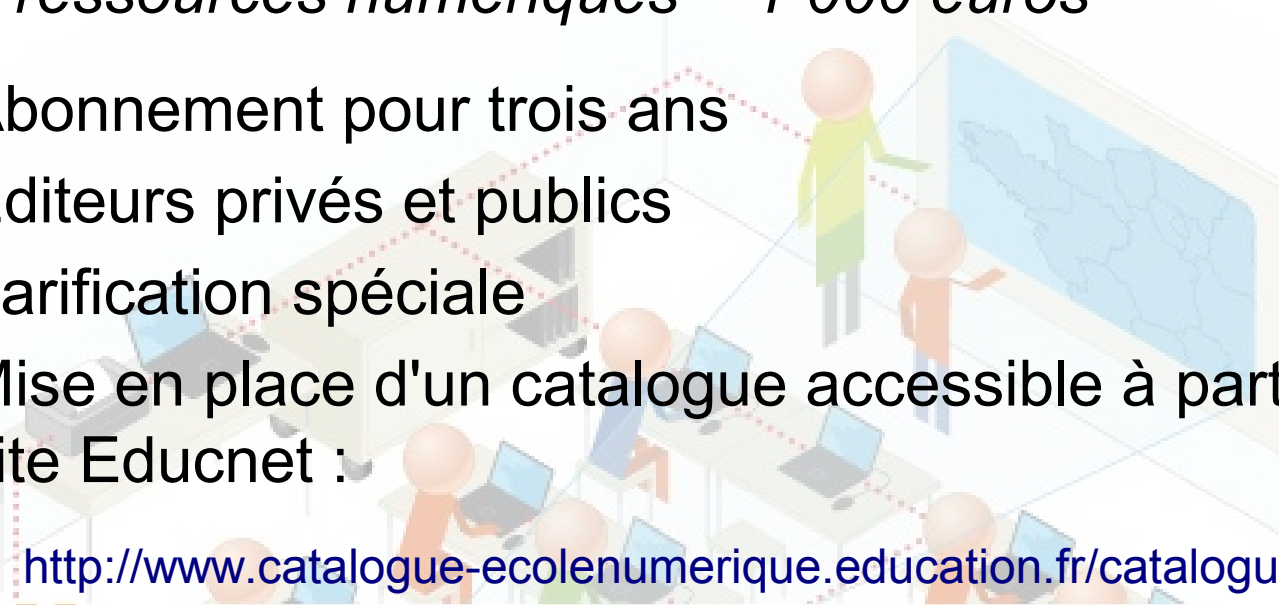 ressources numériques 1 000 euros
bonnement pour trois ans
diteurs privés et publics
arification spéciale
Mise en place d'un catalogue accessible à part
ite Educnet :
http://www.catalogue-ecolenumerique.education.fr/catalogu